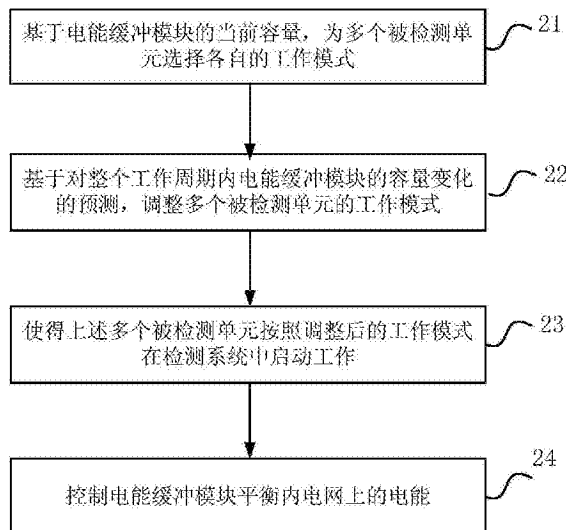 基于电能缓冲模块的当前容量，为多个被检测单
元选择各自的工作模式
21
基于对整个工作周期内电能缓冲模块的容量变化
的预测，调整多个被检测单元的工作模式
22
使得上述多个被检测单元按照调整后的工作模式
在检测系统中启动工作
23
控制电能缓冲模块平衡内电网上的电能
24